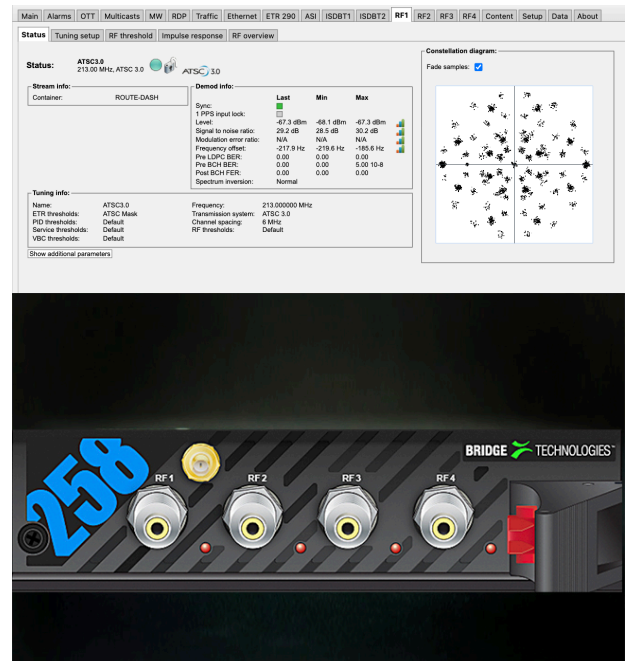 Main Alarms OTT Multicasts MW RDP Traffic Ethernet ETR 290 ASI ISDBT1 ISDBT2 RF1 RF2 RF3 RF4 Content Setup Data About
Status Tuning setup RF threshold Impulse response RF overview
Status: ATSC3.0
213.00 MHz, ATSC 3.0
ATSC 3.0
Stream info:
Container: ROUTE-DASH
Demod info:
Last Min Max
Sync:
1 PPS input lock:
Level: -67.3 dBm -68.1 dBm -67.3 dBm
Signal to noise ratio: 29.2 dB 28.5 dB 30.2 dB
Modulation error ratio: N/A N/A N/A
Frequency offset: -217.9 Hz -219.6 Hz -185.6 Hz
Pre LDPC BER: 0.00 0.00 0.00
Pre BCH BER: 0.00 0.00 5.00 10-8
Post BCH FER: 0.00 0.00 0.00
Spectrum inversion: Normal
Constellation diagram:
Fade samples:
Tuning info:
Name: ATSC3.0 Frequency: 213.000000 MHz
ETR thresholds: ATSC Mask Transmission system: ATSC 3.0
PID thresholds: Default Channel spacing: 6 MHz
Service thresholds: Default RF thresholds: Default
VBC thresholds: Default
Show additional parameters
258
BRIDGE TECHNOLOGIES™
RF1 RF2 RF3 RF4